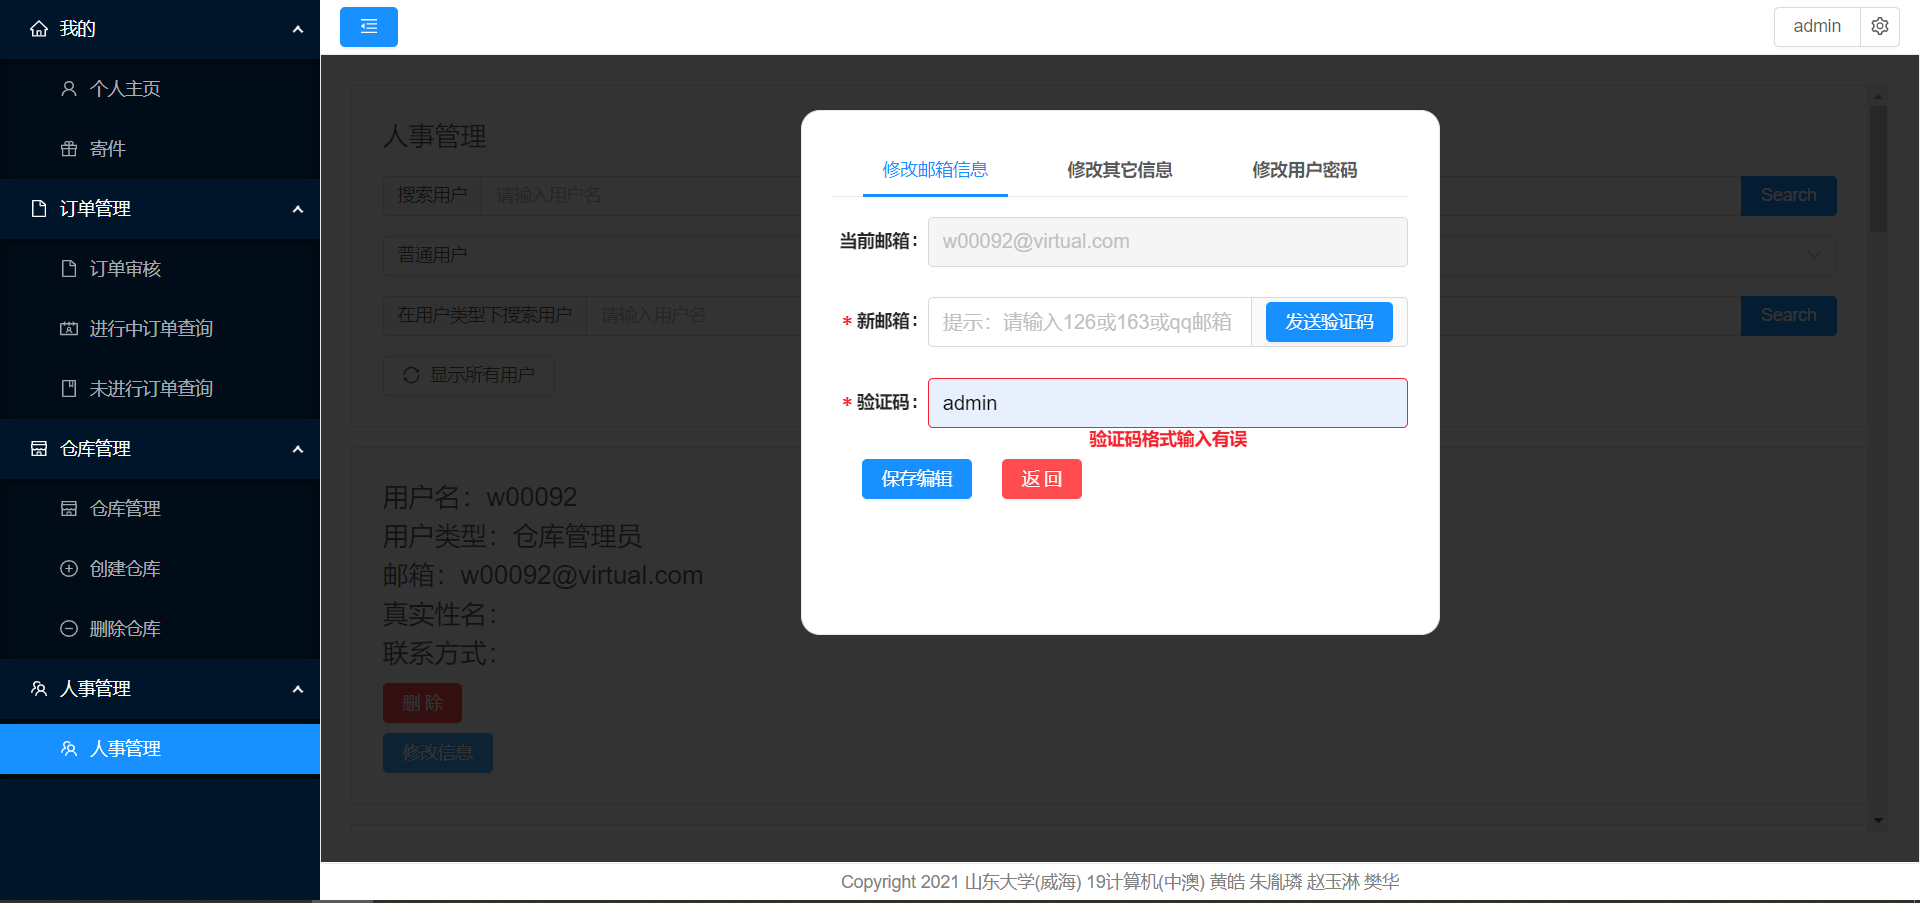 我的
个人主页
寄件
订单管理
订单审核
进行中订单查询
未进行订单查询
仓库管理
仓库管理
创建仓库
删除仓库
人事管理
人事管理
admin
人事管理
搜索用户 请输入用户名 Search
普通用户
在用户类型下搜索用户 请输入用户名 Search
显示所有用户
用户名：w00092
用户类型：仓库管理员
邮箱：w00092@virtual.com
真实性名：
联系方式：
删 除
修改信息
修改邮箱信息 修改其它信息 修改用户密码
当前邮箱： w00092@virtual.com
* 新邮箱： 提示：请输入126或163或qq邮箱 发送验证码
* 验证码： admin
验证码格式输入有误
保存编辑 返 回
Copyright 2021 山东大学(威海) 19计算机(中澳) 黄皓 朱胤璘 赵玉淋 樊华